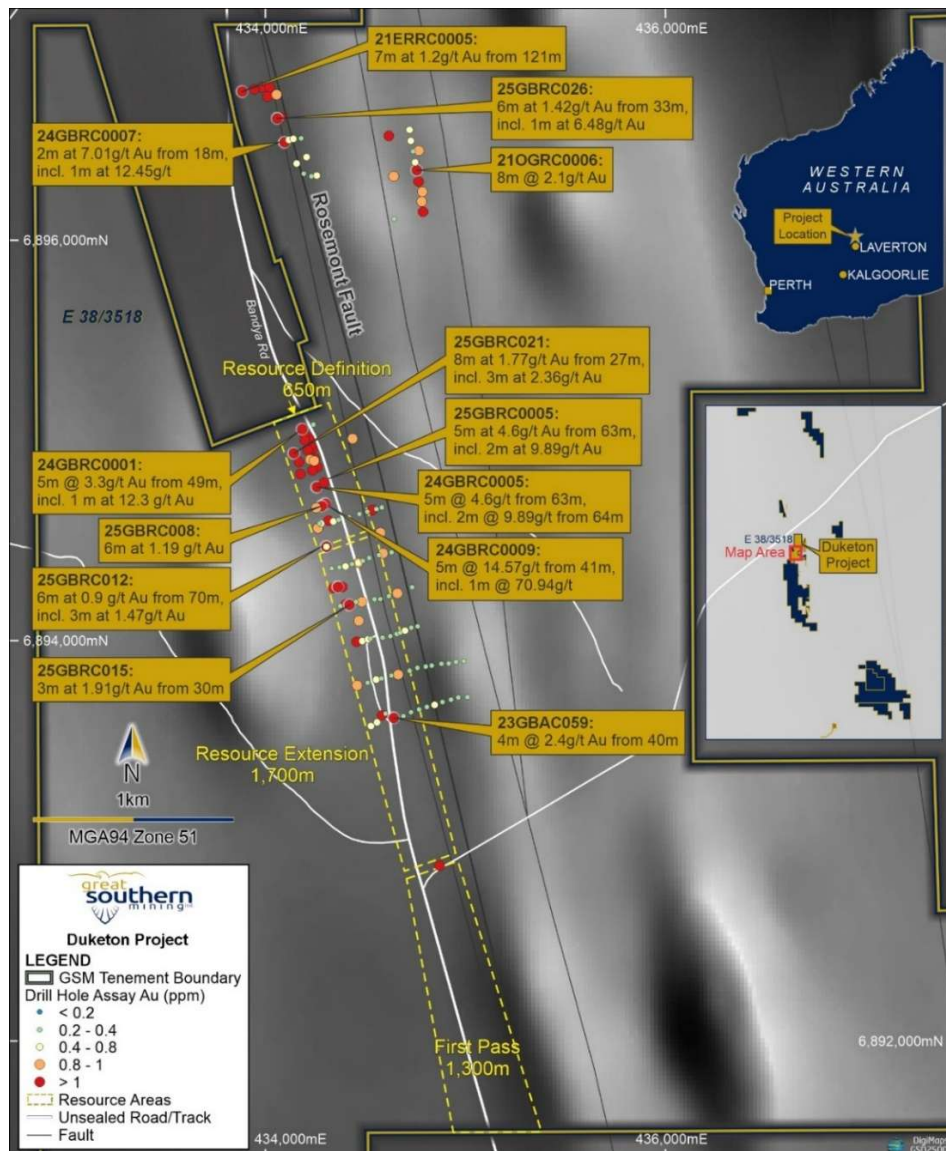 434,000mE
436,000mE
21ERRC0005:
7m at 1.2g/t Au from 121m
25GBRC026:
6m at 1.42g/t Au from 33m,
incl. 1m at 6.48g/t Au
24GBRC0007:
2m at 7.01g/t Au from 18m,
incl. 1m at 12.45g/t
21OGRC0006:
8m @ 2.1g/t Au
WESTERN
AUSTRALIA
Project
Location
LAVERTON
KALGOORLIE
PERTH
6,896,000mN
Rosemont Fault
E 38/3518
Bandya Rd
Resource Definition
650m
25GBRC021:
8m at 1.77g/t Au from 27m,
incl. 3m at 2.36g/t Au
25GBRC0005:
5m at 4.6g/t Au from 63m,
incl. 2m at 9.89g/t Au
24GBRC0001:
5m @ 3.3g/t Au from 49m,
incl. 1 m at 12.3 g/t Au
24GBRC0005:
5m @ 4.6g/t from 63m,
incl. 2m @ 9.89g/t from 64m
25GBRC008:
6m at 1.19 g/t Au
24GBRC0009:
5m @ 14.57g/t from 41m,
incl. 1m @ 70.94g/t
25GBRC012:
6m at 0.9 g/t Au from 70m,
incl. 3m at 1.47g/t Au
E 38/3518
Map Area
Duketon
Project
6,894,000mN
25GBRC015:
3m at 1.91g/t Au from 30m
23GBAC059:
4m @ 2.4g/t Au from 40m
Resource Extension
1,700m
N
1km
MGA94 Zone 51
great
southern
mining
Duketon Project
LEGEND
GSM Tenement Boundary
Drill Hole Assay Au (ppm)
< 0.2
0.2 - 0.4
0.4 - 0.8
0.8 - 1
> 1
Resource Areas
Unsealed Road/Track
Fault
First Pass
1,300m
6,892,000mN
434,000mE
436,000mE
DigiMaps